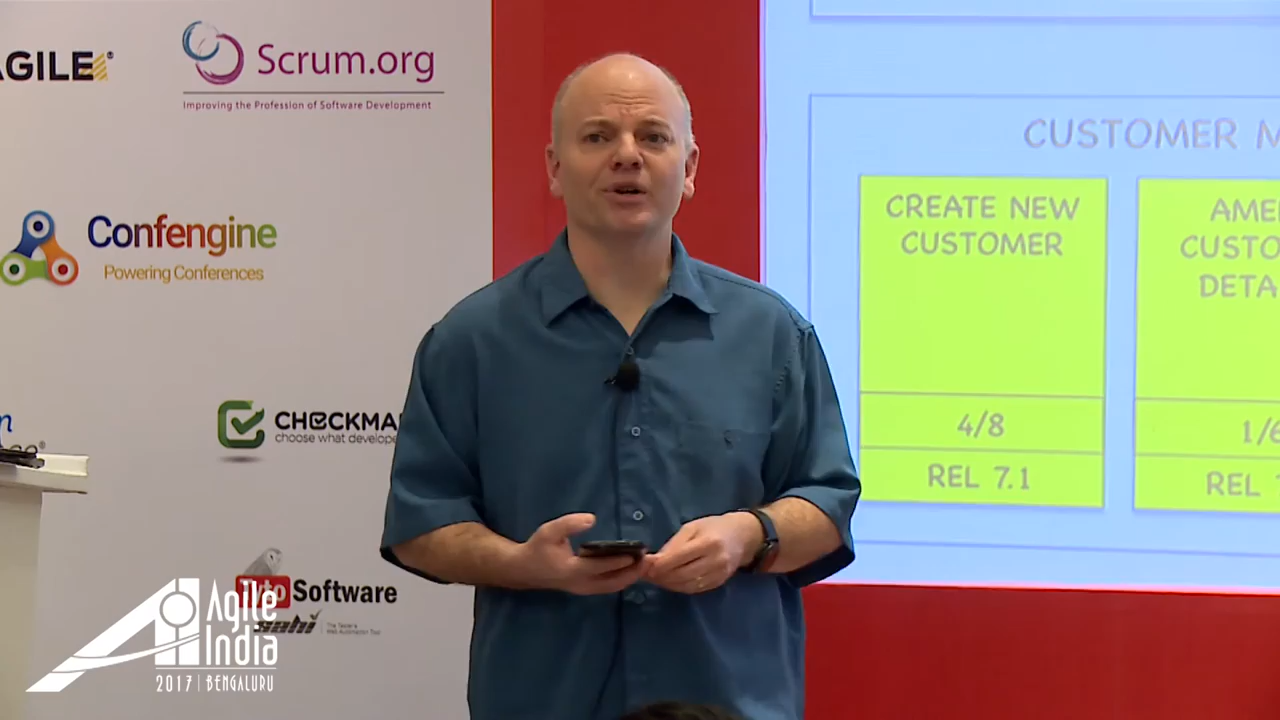 AGILE®
Scrum.org
Improving the Profession of Software Development
Confengine
Powering Conferences
CHECKMA
choose what develope
Software
CUSTOMER M
CREATE NEW
CUSTOMER
4/8
REL 7.1
AME
CUSTO
DETA
1/6
REL
Agile
India
2017 | BENGALURU